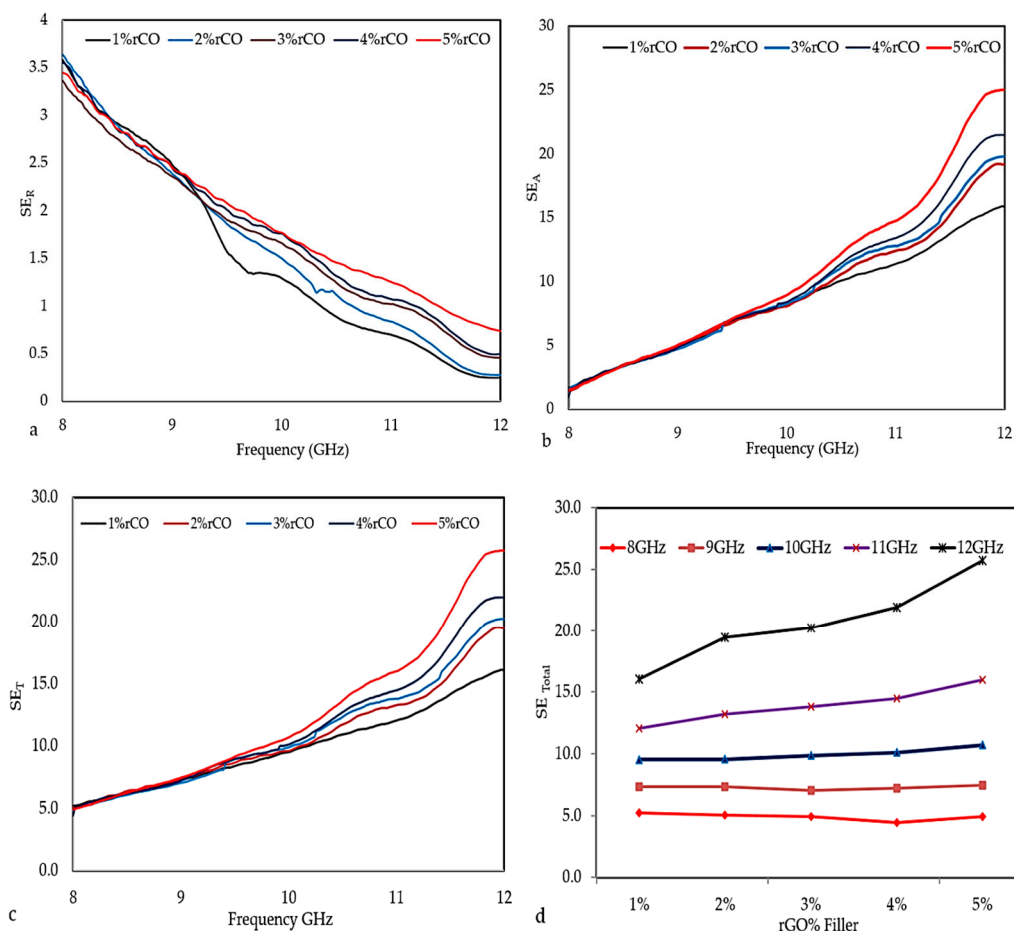 4
3.5
3
2.5
2
1.5
1
0.5
0
SE_R
1%rCO 2%rCO 3%rCO 4%rCO 5%rCO
8 9 10 11 12
Frequency (GHz)
a
30
25
20
15
10
5
0
SE_A
1%rCO 2%rCO 3%rCO 4%rCO 5%rCO
8 9 10 11 12
Frequency (GHz)
b
30.0
25.0
20.0
15.0
10.0
5.0
0.0
SE_T
1%rCO 2%rCO 3%rCO 4%rCO 5%rCO
8 9 10 11 12
Frequency GHz
c
30.0
25.0
20.0
15.0
10.0
5.0
0.0
SE _Total
8GHz 9GHz 10GHz 11GHz 12GHz
1% 2% 3% 4% 5%
rGO% Filler
d